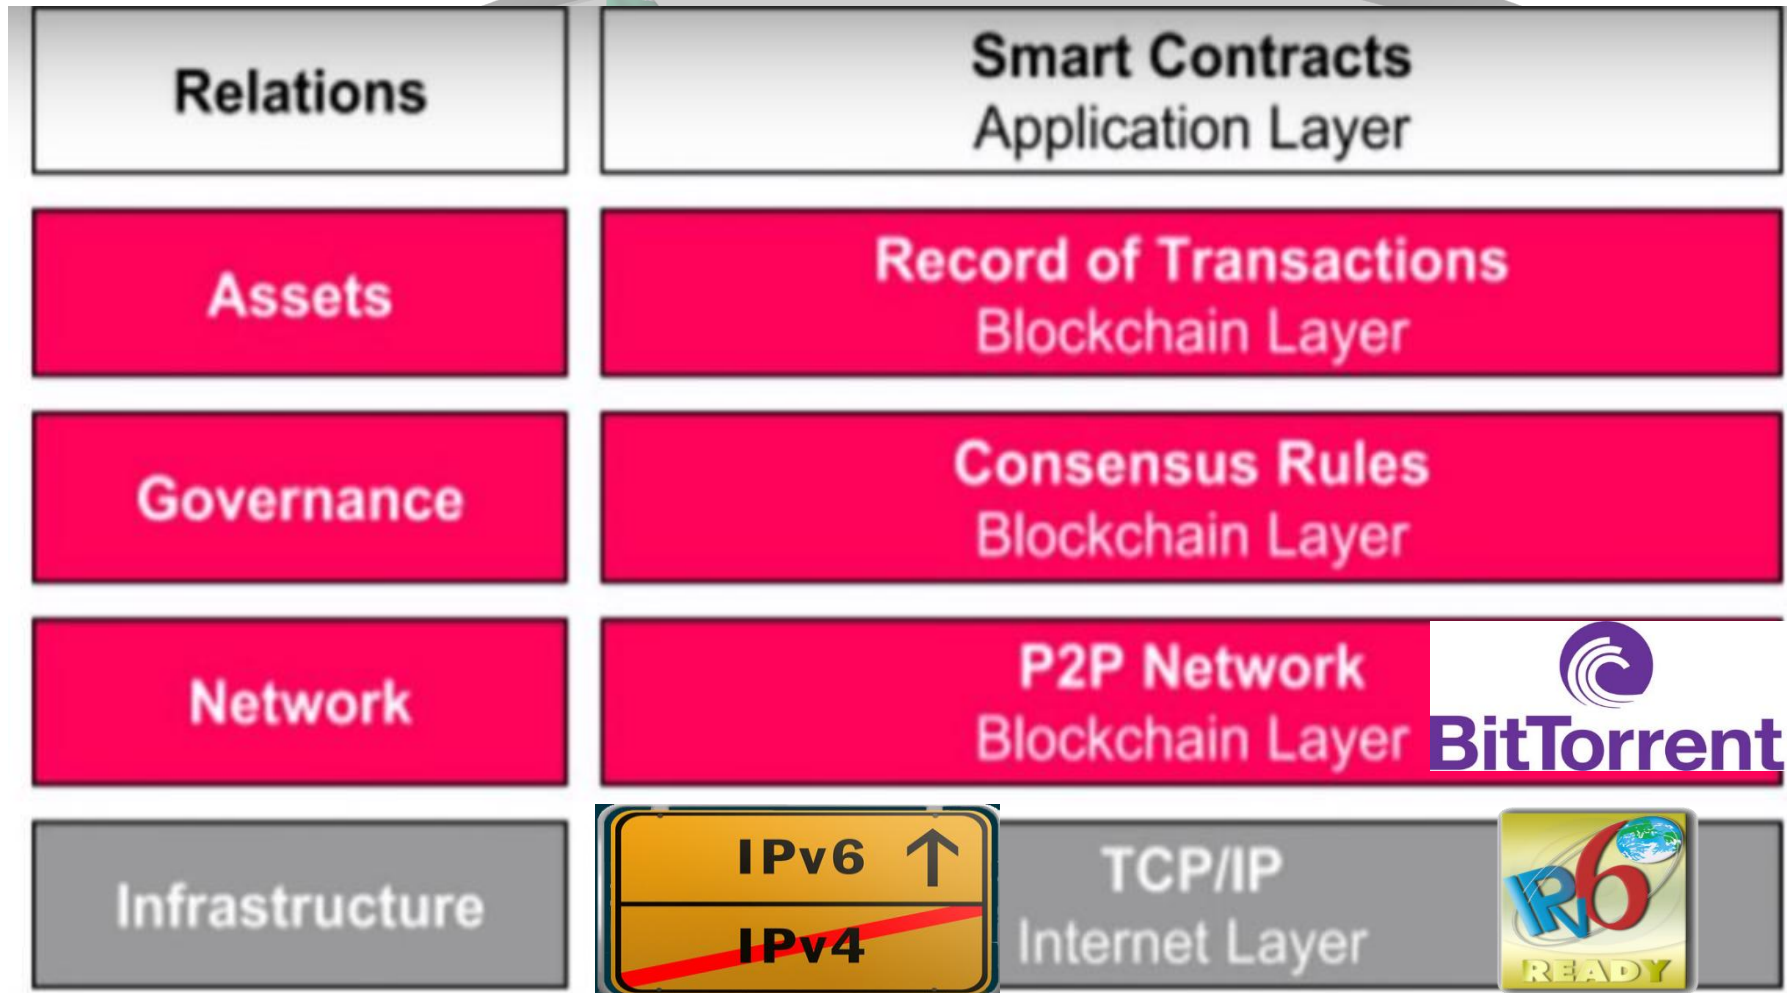 Relations
Smart Contracts
Application Layer
Assets
Record of Transactions
Blockchain Layer
Governance
Consensus Rules
Blockchain Layer
Network
P2P Network
Blockchain Layer
BitTorrent
Infrastructure
IPv6 ↑
IPv4
TCP/IP
Internet Layer
IPv6
READY